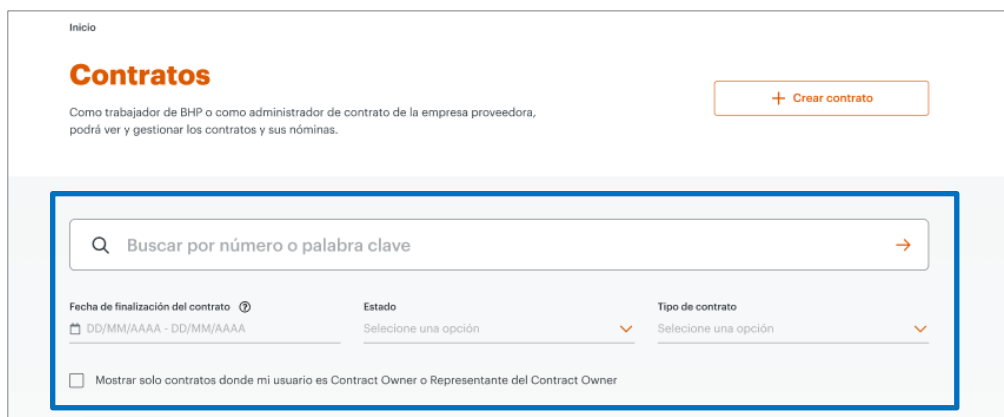 Inicio
Contratos
Como trabajador de BHP o como administrador de contrato de la empresa proveedora,
podrá ver y gestionar los contratos y sus nóminas.
+ Crear contrato
Buscar por número o palabra clave
Fecha de finalización del contrato
Estado
Tipo de contrato
DD/MM/AAAA - DD/MM/AAAA
Selecione una opción
Selecione una opción
Mostrar solo contratos donde mi usuario es Contract Owner o Representante del Contract Owner